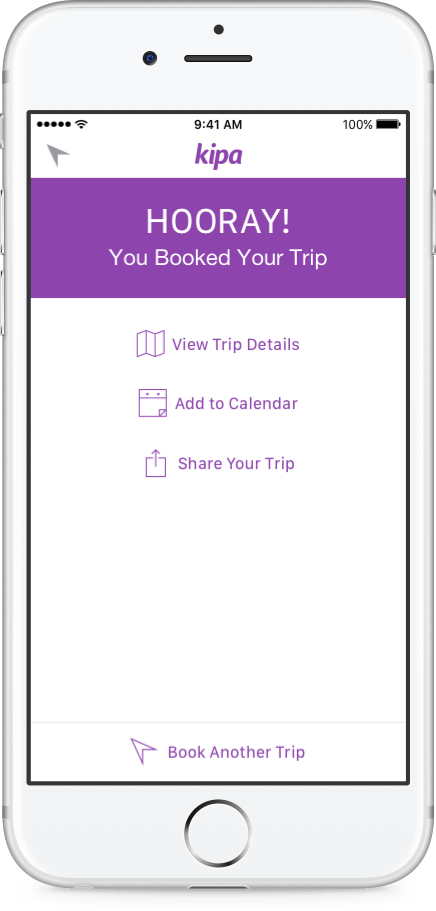 9:41 AM
100%
kipa
HOORAY!
You Booked Your Trip
View Trip Details
Add to Calendar
Share Your Trip
Book Another Trip